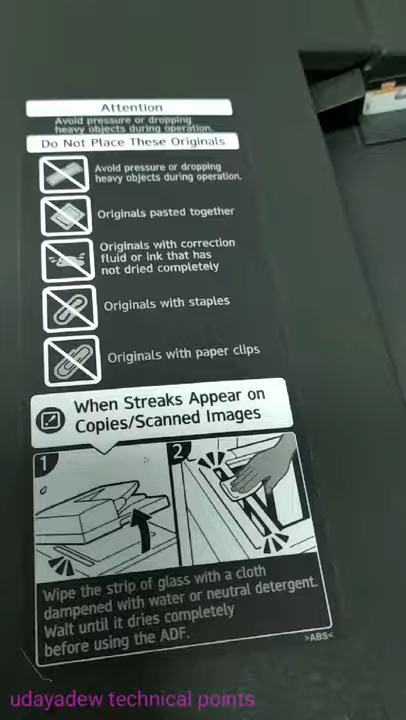 Attention
Avoid pressure or dropping
heavy objects during operation.
Do Not Place These Originals
Avoid pressure or dropping
heavy objects during operation.
Originals pasted together
Originals with correction
fluid or ink that has
not dried completely
Originals with staples
Originals with paper clips
When Streaks Appear on
Copies/Scanned Images
1
2
Wipe the strip of glass with a cloth
dampened with water or neutral detergent.
Wait until it dries completely
before using the ADF.
>ABS<
udayadew technical points